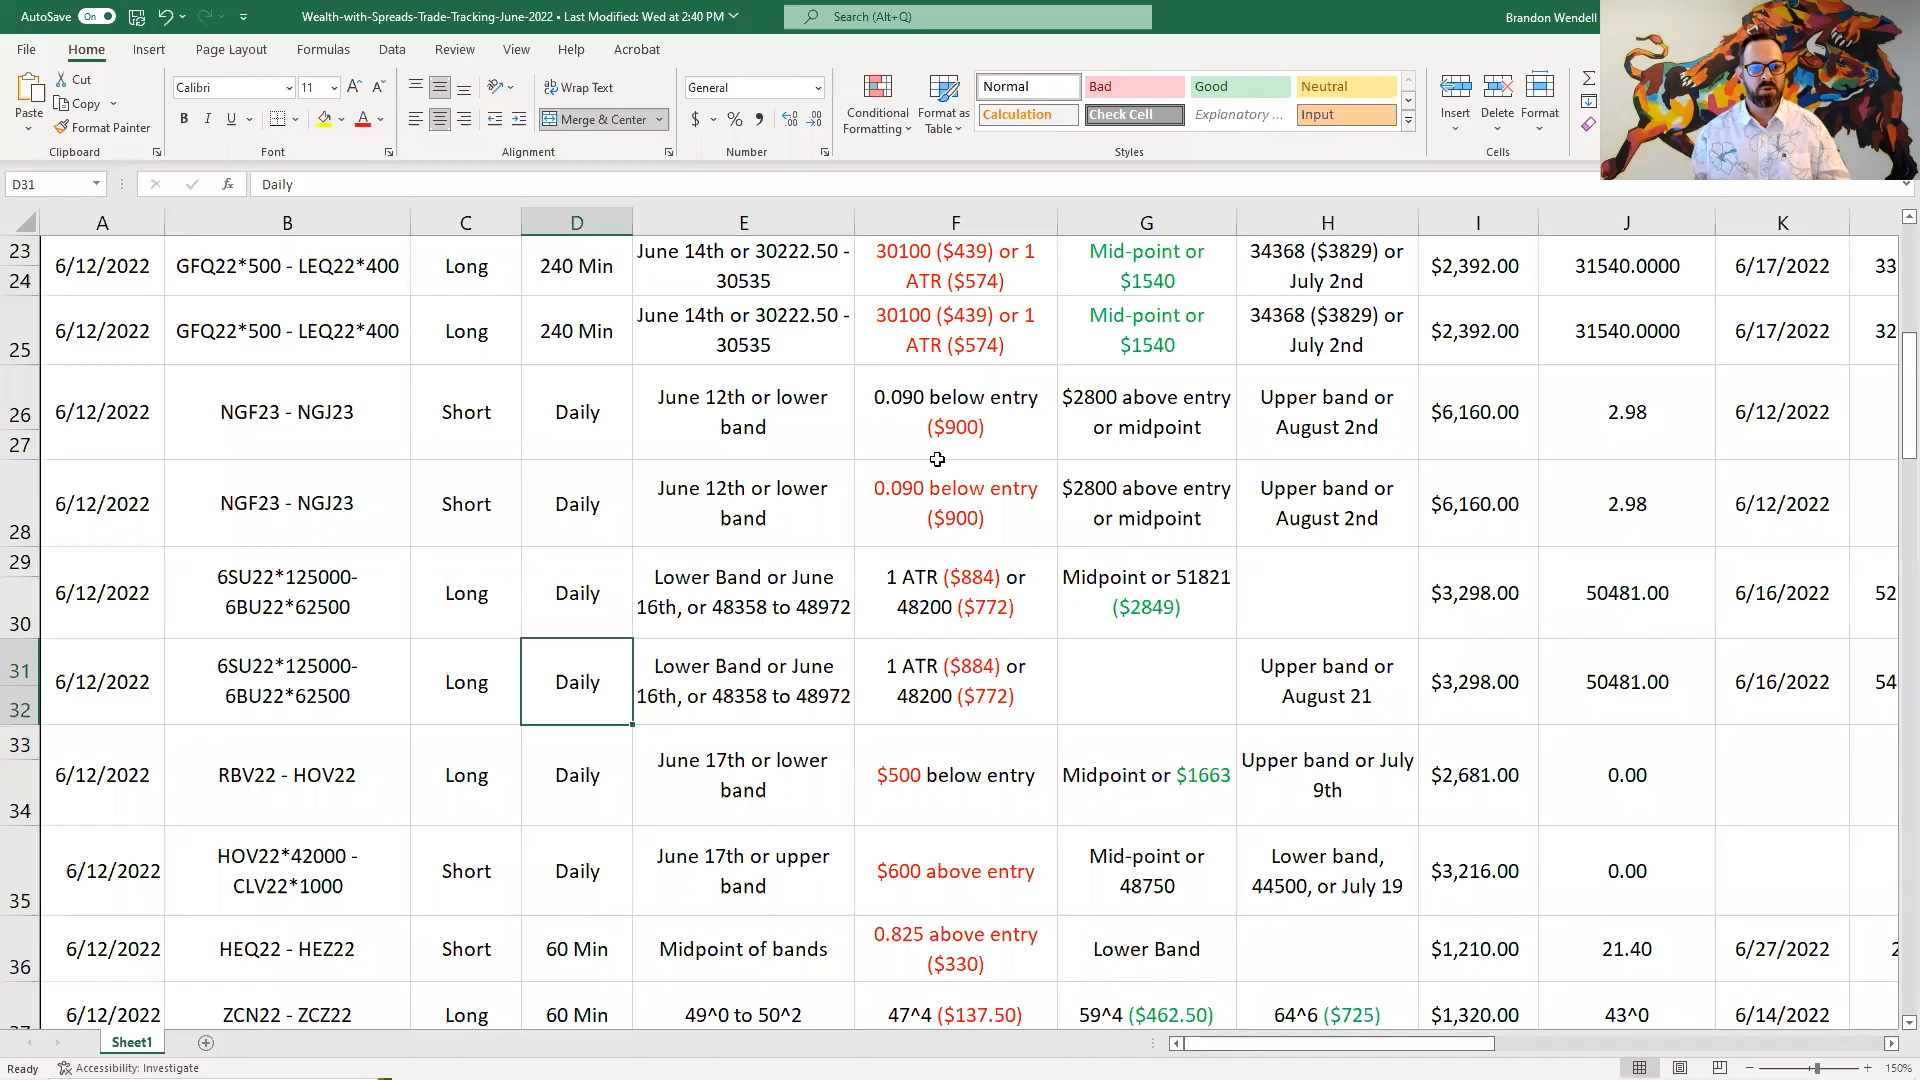 AutoSave On Wealth-with-Spreads-Trade-Tracking-June-2022 • Last Modified: Wed at 2:40 PM Search (Alt+Q) Brandon Wendell
File Home Insert Page Layout Formulas Data Review View Help Acrobat
Paste Cut Copy Format Painter
Calibri 11
B I U
Wrap Text
Merge & Center
General
$ % 9
Conditional Formatting
Format as Table
Normal Bad Good Neutral
Calculation Check Cell Explanatory ... Input
Insert Delete Format
Clipboard Font Alignment Number Styles Cells
D31 fx Daily
A B C D E F G H I J K
23
24
6/12/2022 GFQ22*500 - LEQ22*400 Long 240 Min June 14th or 30222.50 - 30535 30100 ($439) or 1 ATR ($574) Mid-point or $1540 34368 ($3829) or July 2nd $2,392.00 31540.0000 6/17/2022 33
25
6/12/2022 GFQ22*500 - LEQ22*400 Long 240 Min June 14th or 30222.50 - 30535 30100 ($439) or 1 ATR ($574) Mid-point or $1540 34368 ($3829) or July 2nd $2,392.00 31540.0000 6/17/2022 32
26
27
6/12/2022 NGF23 - NGJ23 Short Daily June 12th or lower band 0.090 below entry ($900) $2800 above entry or midpoint Upper band or August 2nd $6,160.00 2.98 6/12/2022
28
6/12/2022 NGF23 - NGJ23 Short Daily June 12th or lower band 0.090 below entry ($900) $2800 above entry or midpoint Upper band or August 2nd $6,160.00 2.98 6/12/2022
29
30
6/12/2022 6SU22*125000-6BU22*62500 Long Daily Lower Band or June 16th, or 48358 to 48972 1 ATR ($884) or 48200 ($772) Midpoint or 51821 ($2849) $3,298.00 50481.00 6/16/2022 52
31
32
6/12/2022 6SU22*125000-6BU22*62500 Long Daily Lower Band or June 16th, or 48358 to 48972 1 ATR ($884) or 48200 ($772) Upper band or August 21 $3,298.00 50481.00 6/16/2022 54
33
34
6/12/2022 RBV22 - HOV22 Long Daily June 17th or lower band $500 below entry Midpoint or $1663 Upper band or July 9th $2,681.00 0.00
35
6/12/2022 HOV22*42000 - CLV22*1000 Short Daily June 17th or upper band $600 above entry Mid-point or 48750 Lower band, 44500, or July 19 $3,216.00 0.00
36
6/12/2022 HEQ22 - HEZ22 Short 60 Min Midpoint of bands 0.825 above entry ($330) Lower Band $1,210.00 21.40 6/27/2022
6/12/2022 ZCN22 - ZCZ22 Long 60 Min 49^0 to 50^2 47^4 ($137.50) 59^4 ($462.50) 64^6 ($725) $1,320.00 43^0 6/14/2022
Sheet1
Ready Accessibility: Investigate 150%